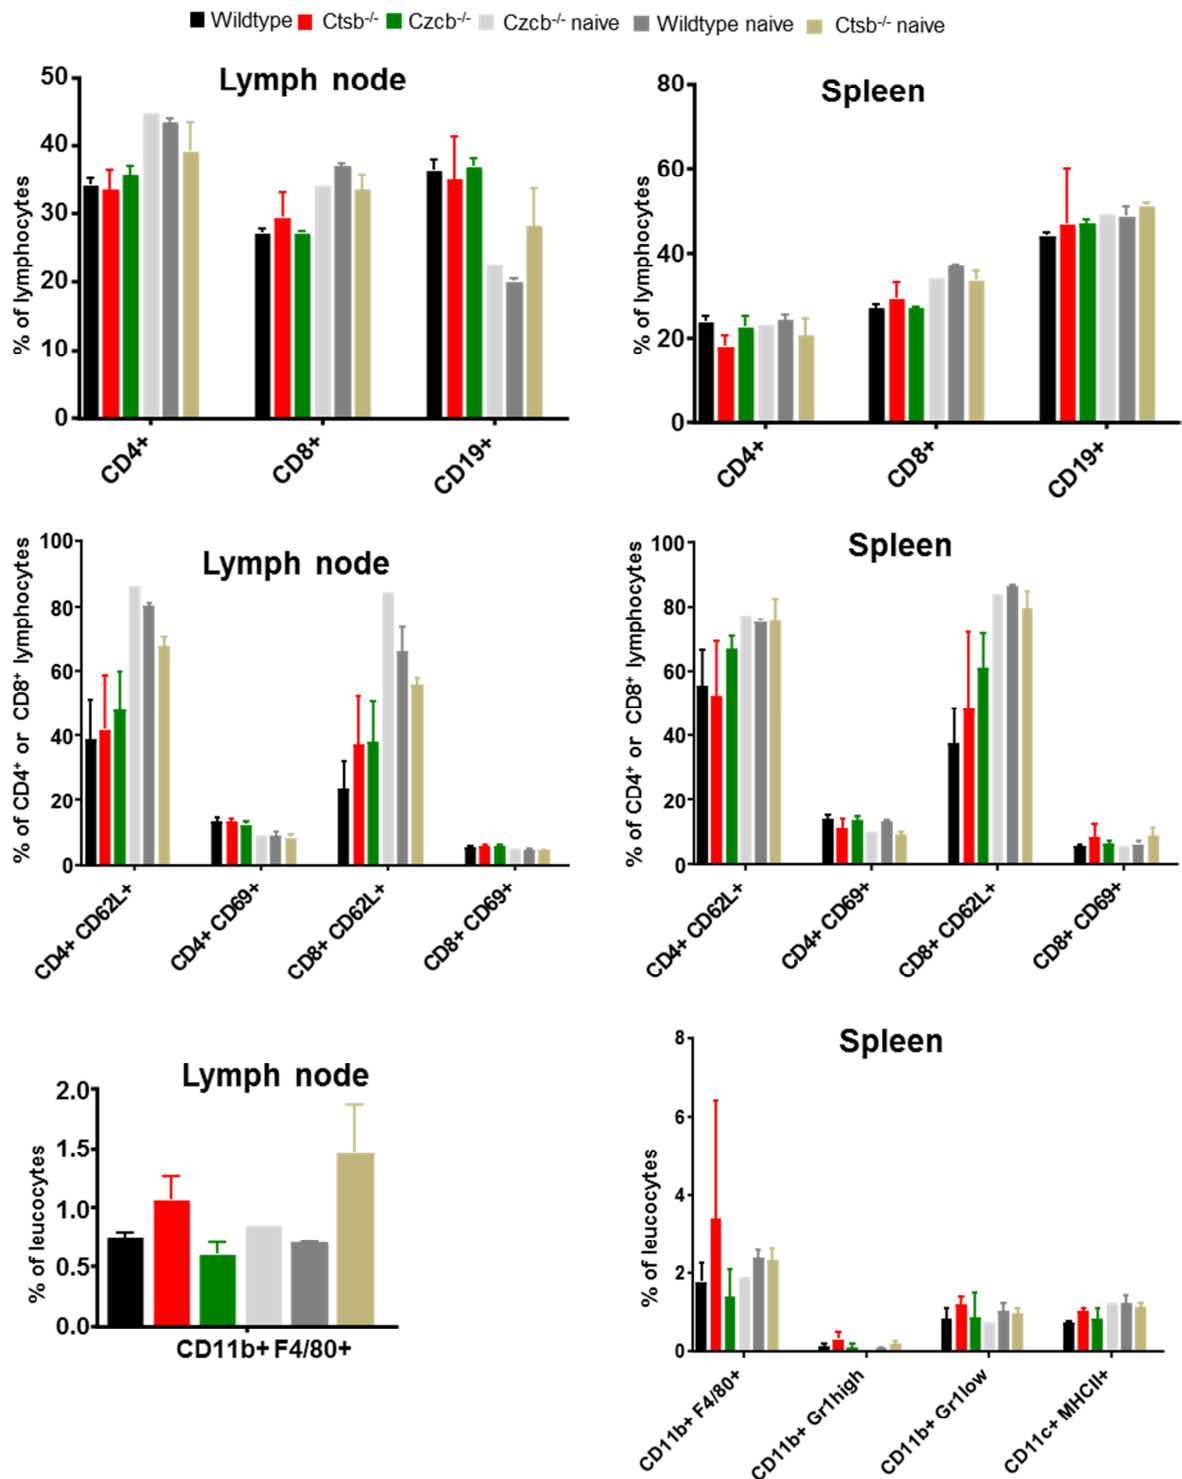 Wildtype Ctsb-/- Czcb-/- Czcb-/- naive Wildtype naive Ctsb-/- naive
Lymph node
% of lymphocytes
50
40
30
20
10
0
CD4+ CD8+ CD19+
Spleen
% of lymphocytes
80
60
40
20
0
CD4+ CD8+ CD19+
Lymph node
% of CD4+ or CD8+ lymphocytes
100
80
60
40
20
0
CD4+ CD62L+ CD4+ CD69+ CD8+ CD62L+ CD8+ CD69+
Spleen
% of CD4+ or CD8+ lymphocytes
100
80
60
40
20
0
CD4+ CD62L+ CD4+ CD69+ CD8+ CD62L+ CD8+ CD69+
Lymph node
% of leucocytes
2.0
1.5
1.0
0.5
0.0
CD11b+ F4/80+
Spleen
% of leucocytes
8
6
4
2
0
CD11b+ F4/80+ CD11b+ Gr1high CD11b+ Gr1low CD11c+ MHCII+